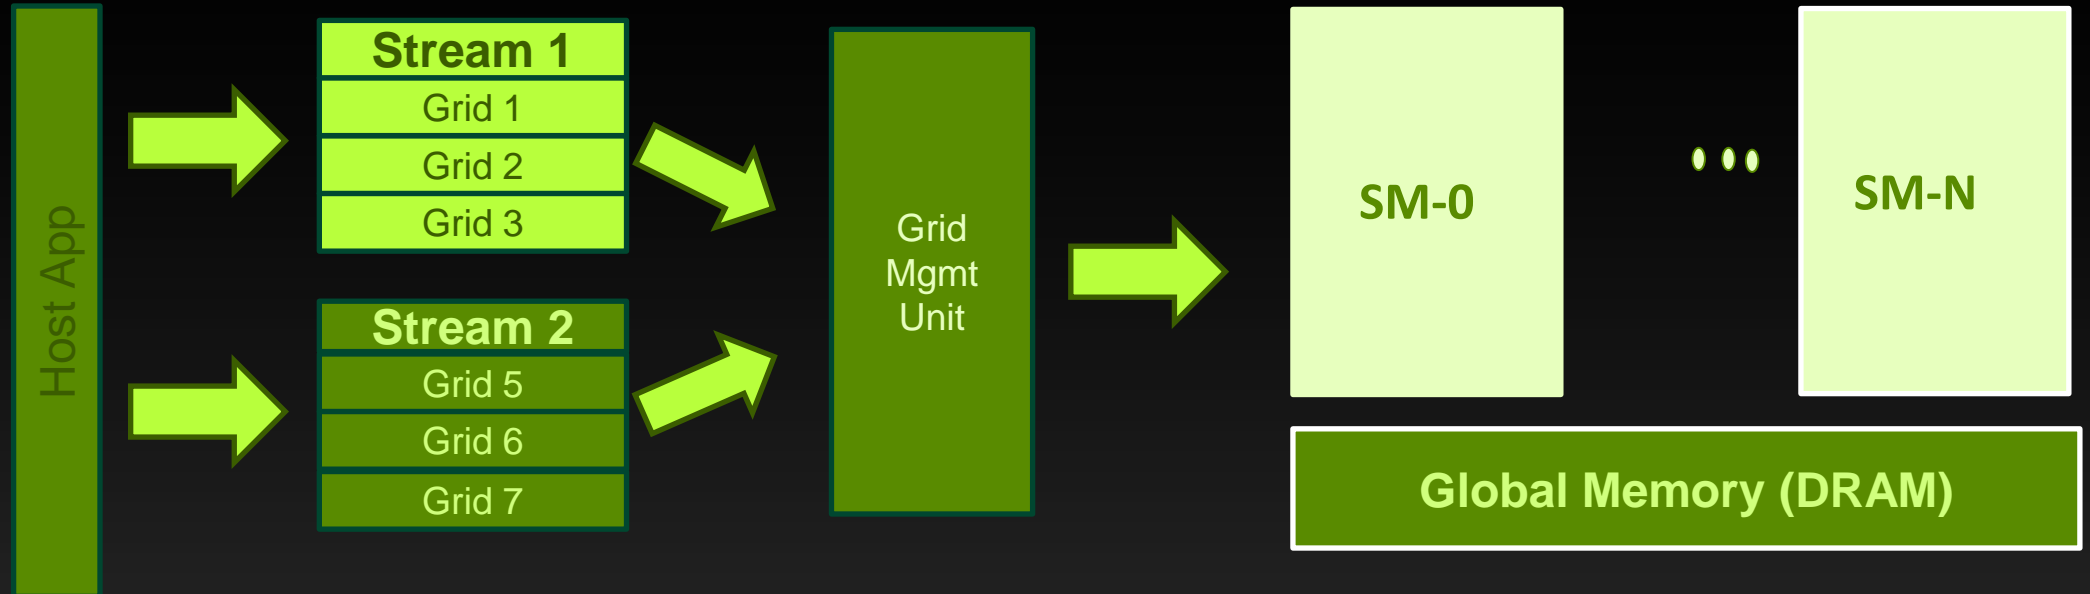 Host App
Stream 1
Grid 1
Grid 2
Grid 3
Stream 2
Grid 5
Grid 6
Grid 7
Grid
Mgmt
Unit
SM-0
SM-N
Global Memory (DRAM)